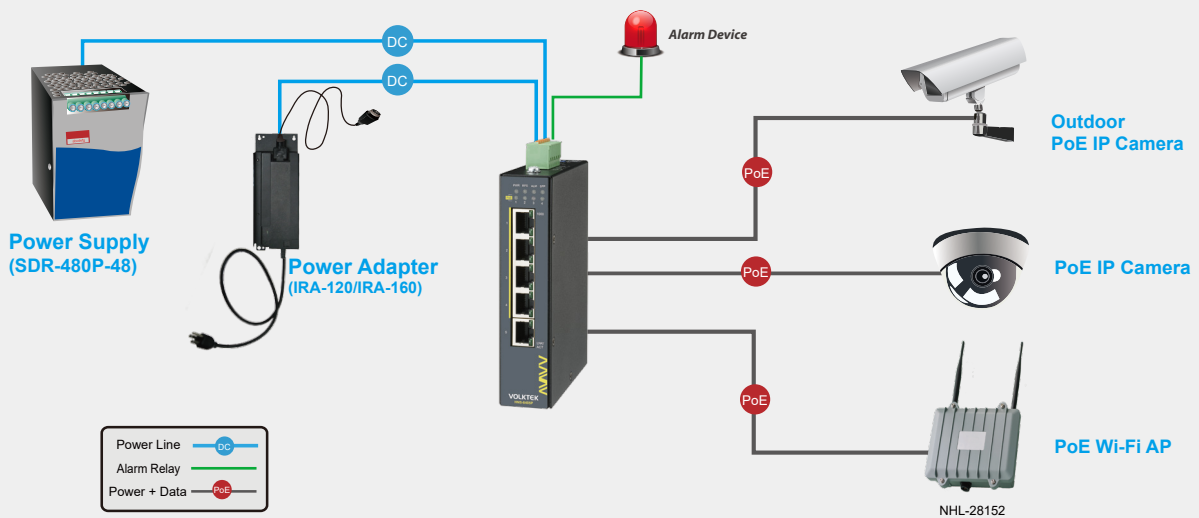 DC
DC
Alarm Device
Power Supply
(SDR-480P-48)
Power Adapter
(IRA-120/IRA-160)
VOLKTEK
PoE
Outdoor
PoE IP Camera
PoE
PoE IP Camera
PoE
PoE Wi-Fi AP
NHL-28152
Power Line
DC
Alarm Relay
Power + Data
PoE